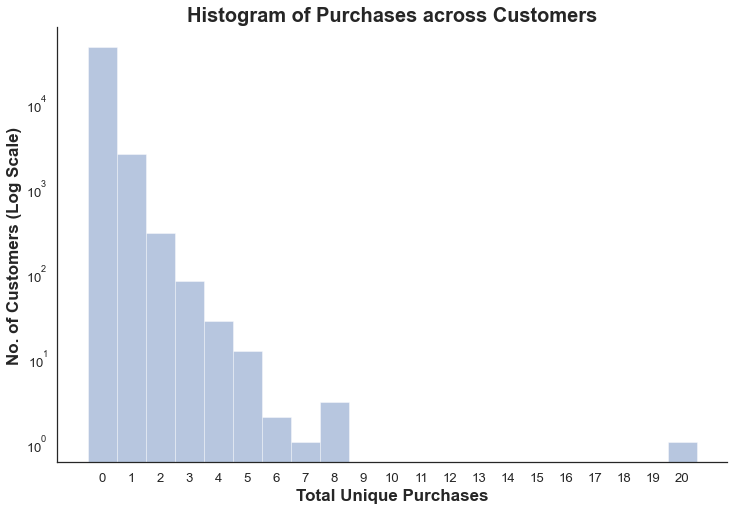 Histogram of Purchases across Customers
No. of Customers (Log Scale)
10^4
10^3
10^2
10^1
10^0
0 1 2 3 4 5 6 7 8 9 10 11 12 13 14 15 16 17 18 19 20
Total Unique Purchases